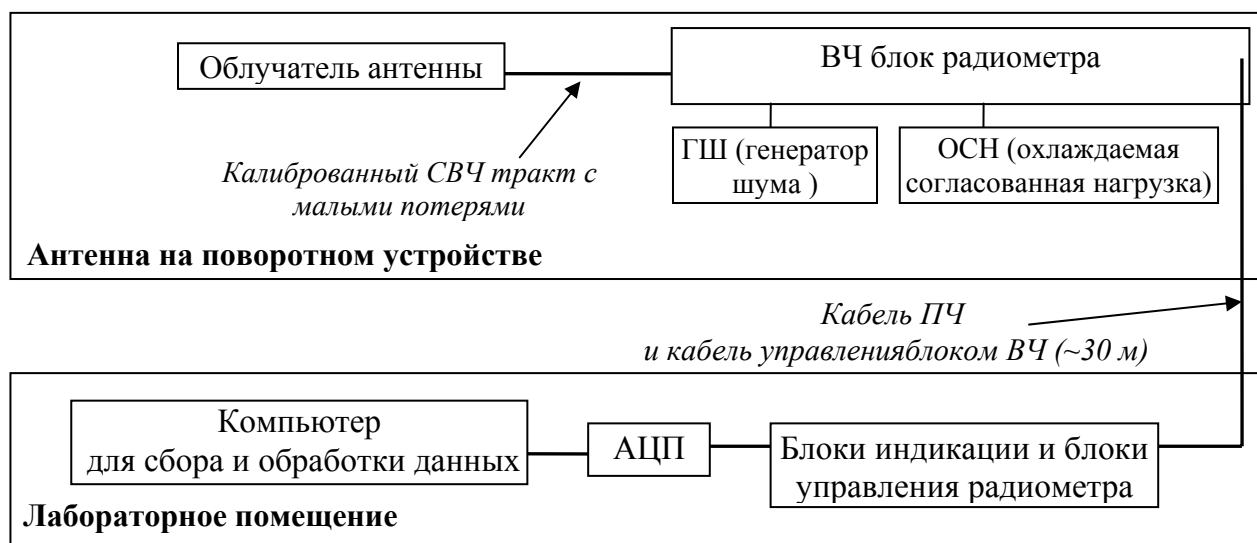 Облучатель антенны
ВЧ блок радиометра
Калиброванный СВЧ тракт с
малыми потерями
ГШ (генератор
шума )
ОСН (охлаждаемая
согласованная нагрузка)
Антенна на поворотном устройстве
Кабель ПЧ
и кабель управленияблоком ВЧ (~30 м)
Компьютер
для сбора и обработки данных
АЦП
Блоки индикации и блоки
управления радиометра
Лабораторное помещение